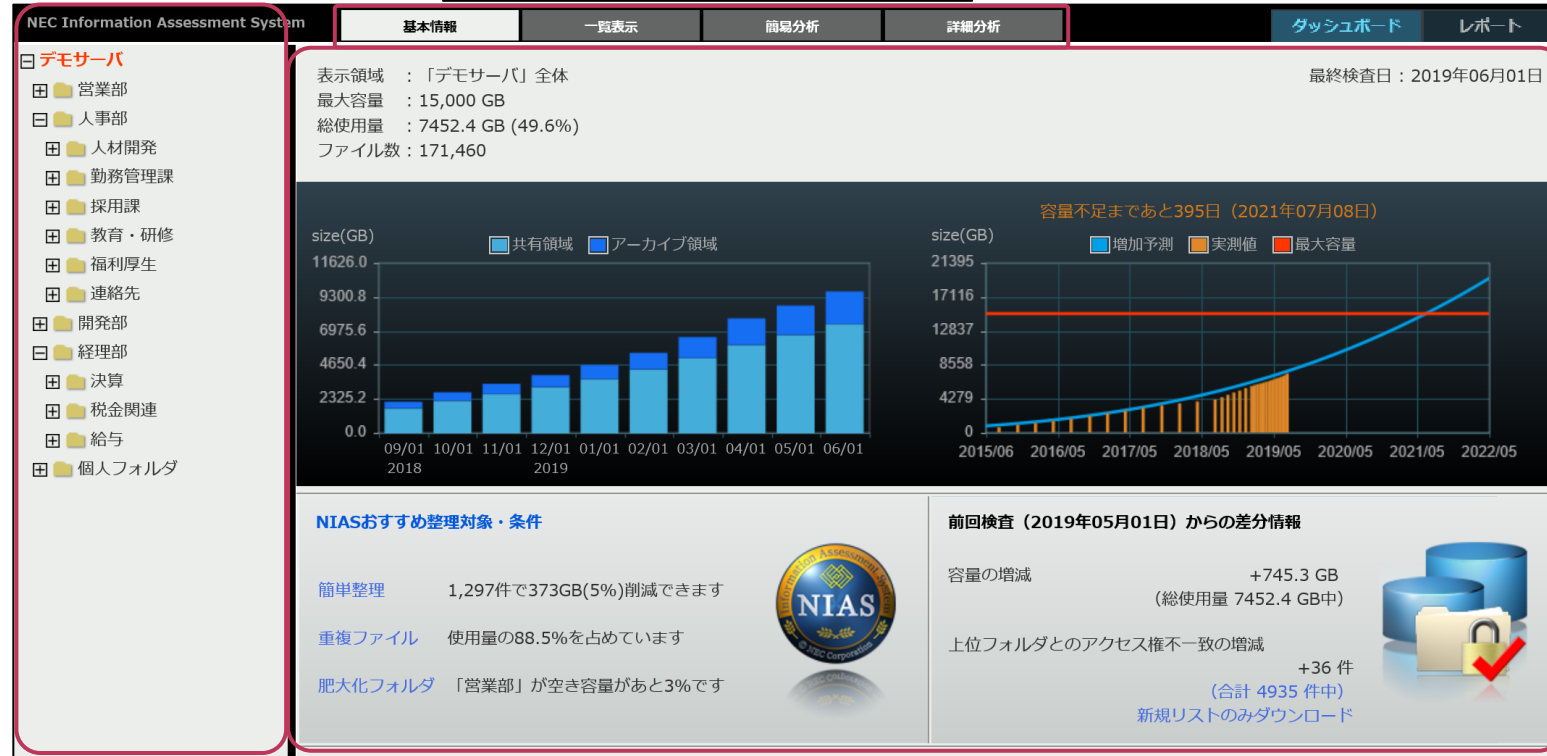 NEC Information Assessment System
基本情報
一覧表示
簡易分析
詳細分析
ダッシュボード
レポート
デモサーバ
営業部
人事部
人材開発
勤務管理課
採用課
教育・研修
福利厚生
連絡先
開発部
経理部
決算
税金関連
給与
個人フォルダ
表示領域 : 「デモサーバ」全体
最大容量 : 15,000 GB
総使用量 : 7452.4 GB (49.6%)
ファイル数 : 171,460
最終検査日 : 2019年06月01日
size(GB)
共有領域 アーカイブ領域
11626.0
9300.8
6975.6
4650.4
2325.2
0.0
09/01 10/01 11/01 12/01 01/01 02/01 03/01 04/01 05/01 06/01
2018 2019
容量不足まであと395日（2021年07月08日）
size(GB)
増加予測 実測値 最大容量
21395
17116
12837
8558
4279
0
2015/06 2016/05 2017/05 2018/05 2019/05 2020/05 2021/05 2022/05
NIASおすすめ整理対象・条件
簡単整理 1,297件で373GB(5%)削減できます
重複ファイル 使用量の88.5%を占めています
肥大化フォルダ 「営業部」が空き容量があと3%です
Information Assessment System
NIAS
© NEC Corporation
前回検査（2019年05月01日）からの差分情報
容量の増減 +745.3 GB
（総使用量 7452.4 GB中）
上位フォルダとのアクセス権不一致の増減
+36 件
（合計 4935 件中）
新規リストのみダウンロード